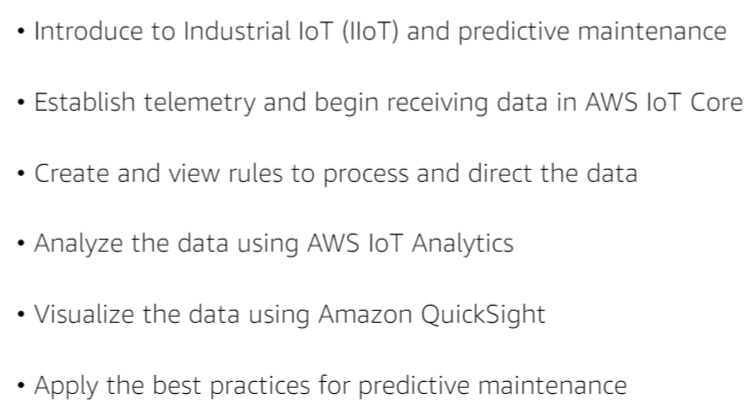 • Introduce to Industrial IoT (IIoT) and predictive maintenance
• Establish telemetry and begin receiving data in AWS IoT Core
• Create and view rules to process and direct the data
• Analyze the data using AWS IoT Analytics
• Visualize the data using Amazon QuickSight
• Apply the best practices for predictive maintenance